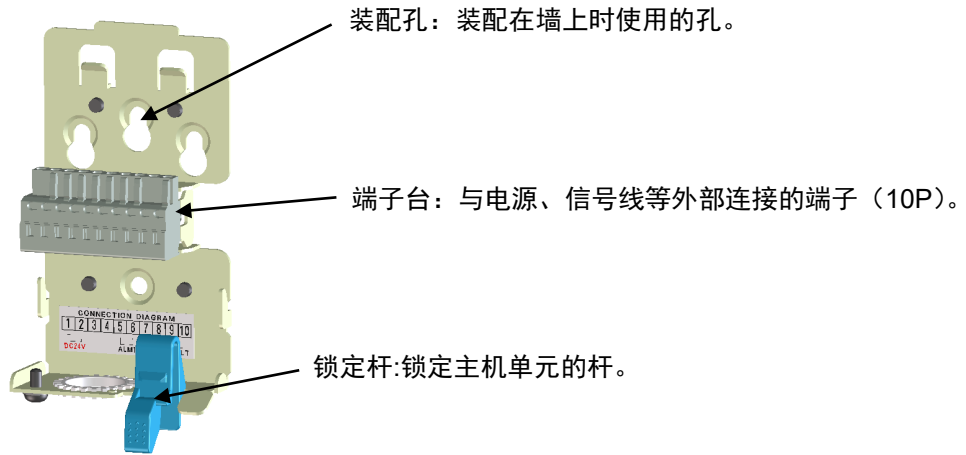 装配孔：装配在墙上时使用的孔。
端子台：与电源、信号线等外部连接的端子（10P）。
CONNECTION DIAGRAM
1 2 3 4 5 6 7 8 9 10
DC24V
锁定杆:锁定主机单元的杆。